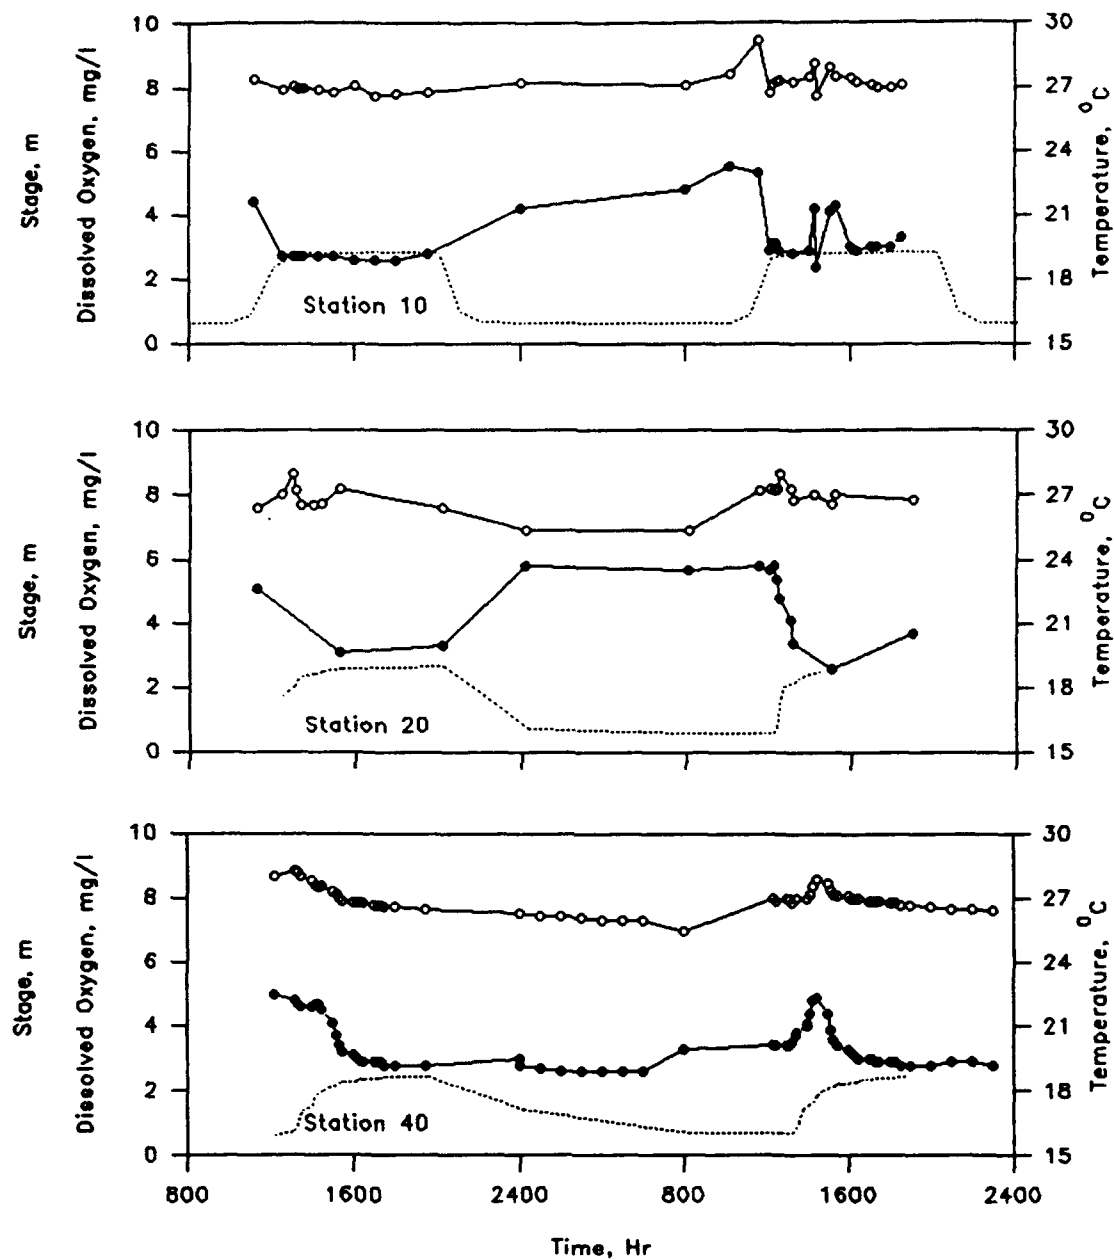 Stage, m
Dissolved Oxygen, mg/l
10
8
6
4
2
0
30
27
24
21
18
15
Temperature, °C
Station 10
Stage, m
Dissolved Oxygen, mg/l
10
8
6
4
2
0
30
27
24
21
18
15
Temperature, °C
Station 20
Stage, m
Dissolved Oxygen, mg/l
10
8
6
4
2
0
30
27
24
21
18
15
Temperature, °C
Station 40
800 1600 2400 800 1600 2400
Time, Hr